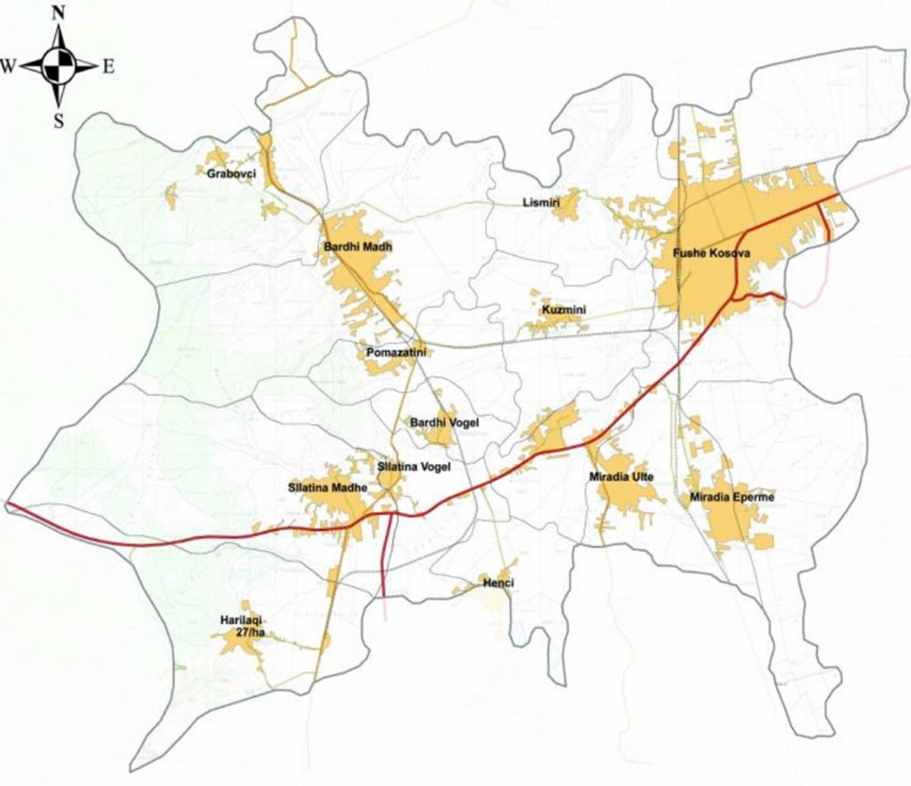 N
W E
S
Grabovci
Lismiri
Bardhi Madh
Fushe Kosova
Kuzmini
Pomazatini
Bardhi Vogel
Sllatina Vogel
Sllatina Madhe
Miradia Ulte
Miradia Eperme
Henci
Harilaqi
27/ha